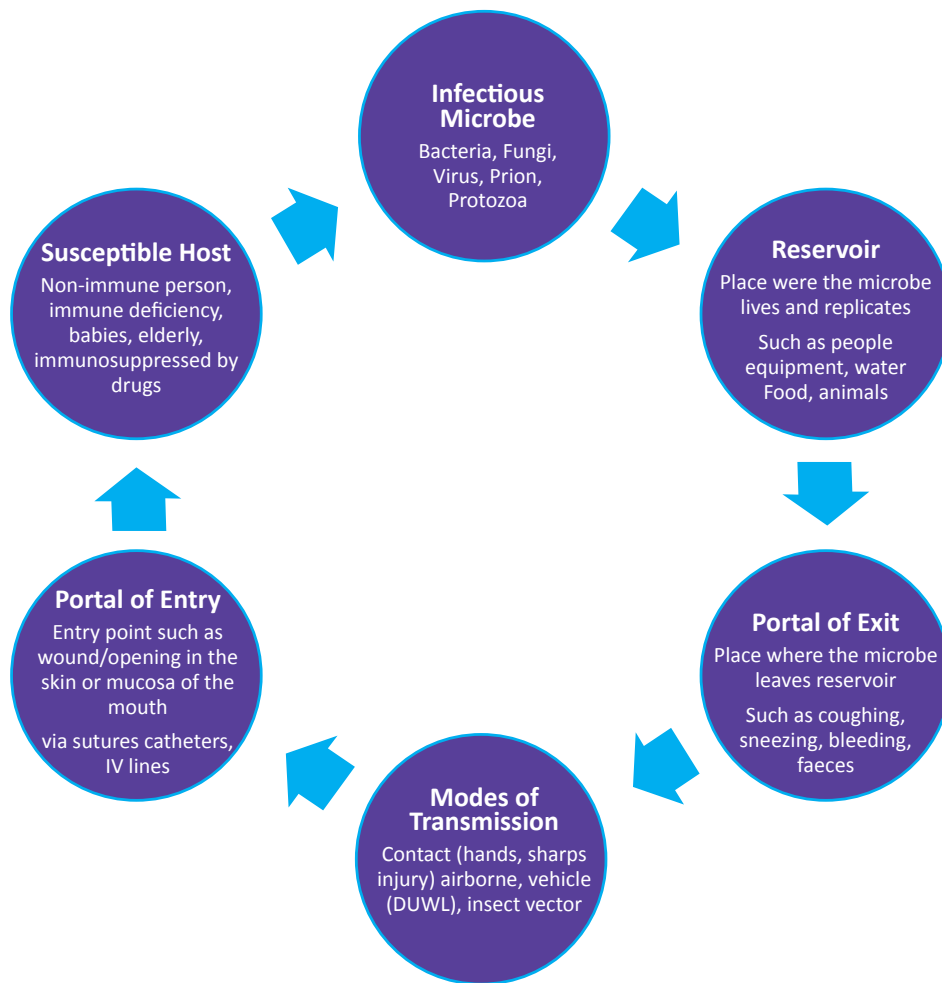 Infectious
Microbe
Bacteria, Fungi,
Virus, Prion,
Protozoa
Reservoir
Place were the microbe
lives and replicates
Such as people
equipment, water
Food, animals
Portal of Exit
Place where the microbe
leaves reservoir
Such as coughing,
sneezing, bleeding,
faeces
Modes of
Transmission
Contact (hands, sharps
injury) airborne, vehicle
(DUWL), insect vector
Portal of Entry
Entry point such as
wound/opening in the
skin or mucosa of the
mouth
via sutures catheters,
IV lines
Susceptible Host
Non-immune person,
immune deficiency,
babies, elderly,
immunosuppressed by
drugs